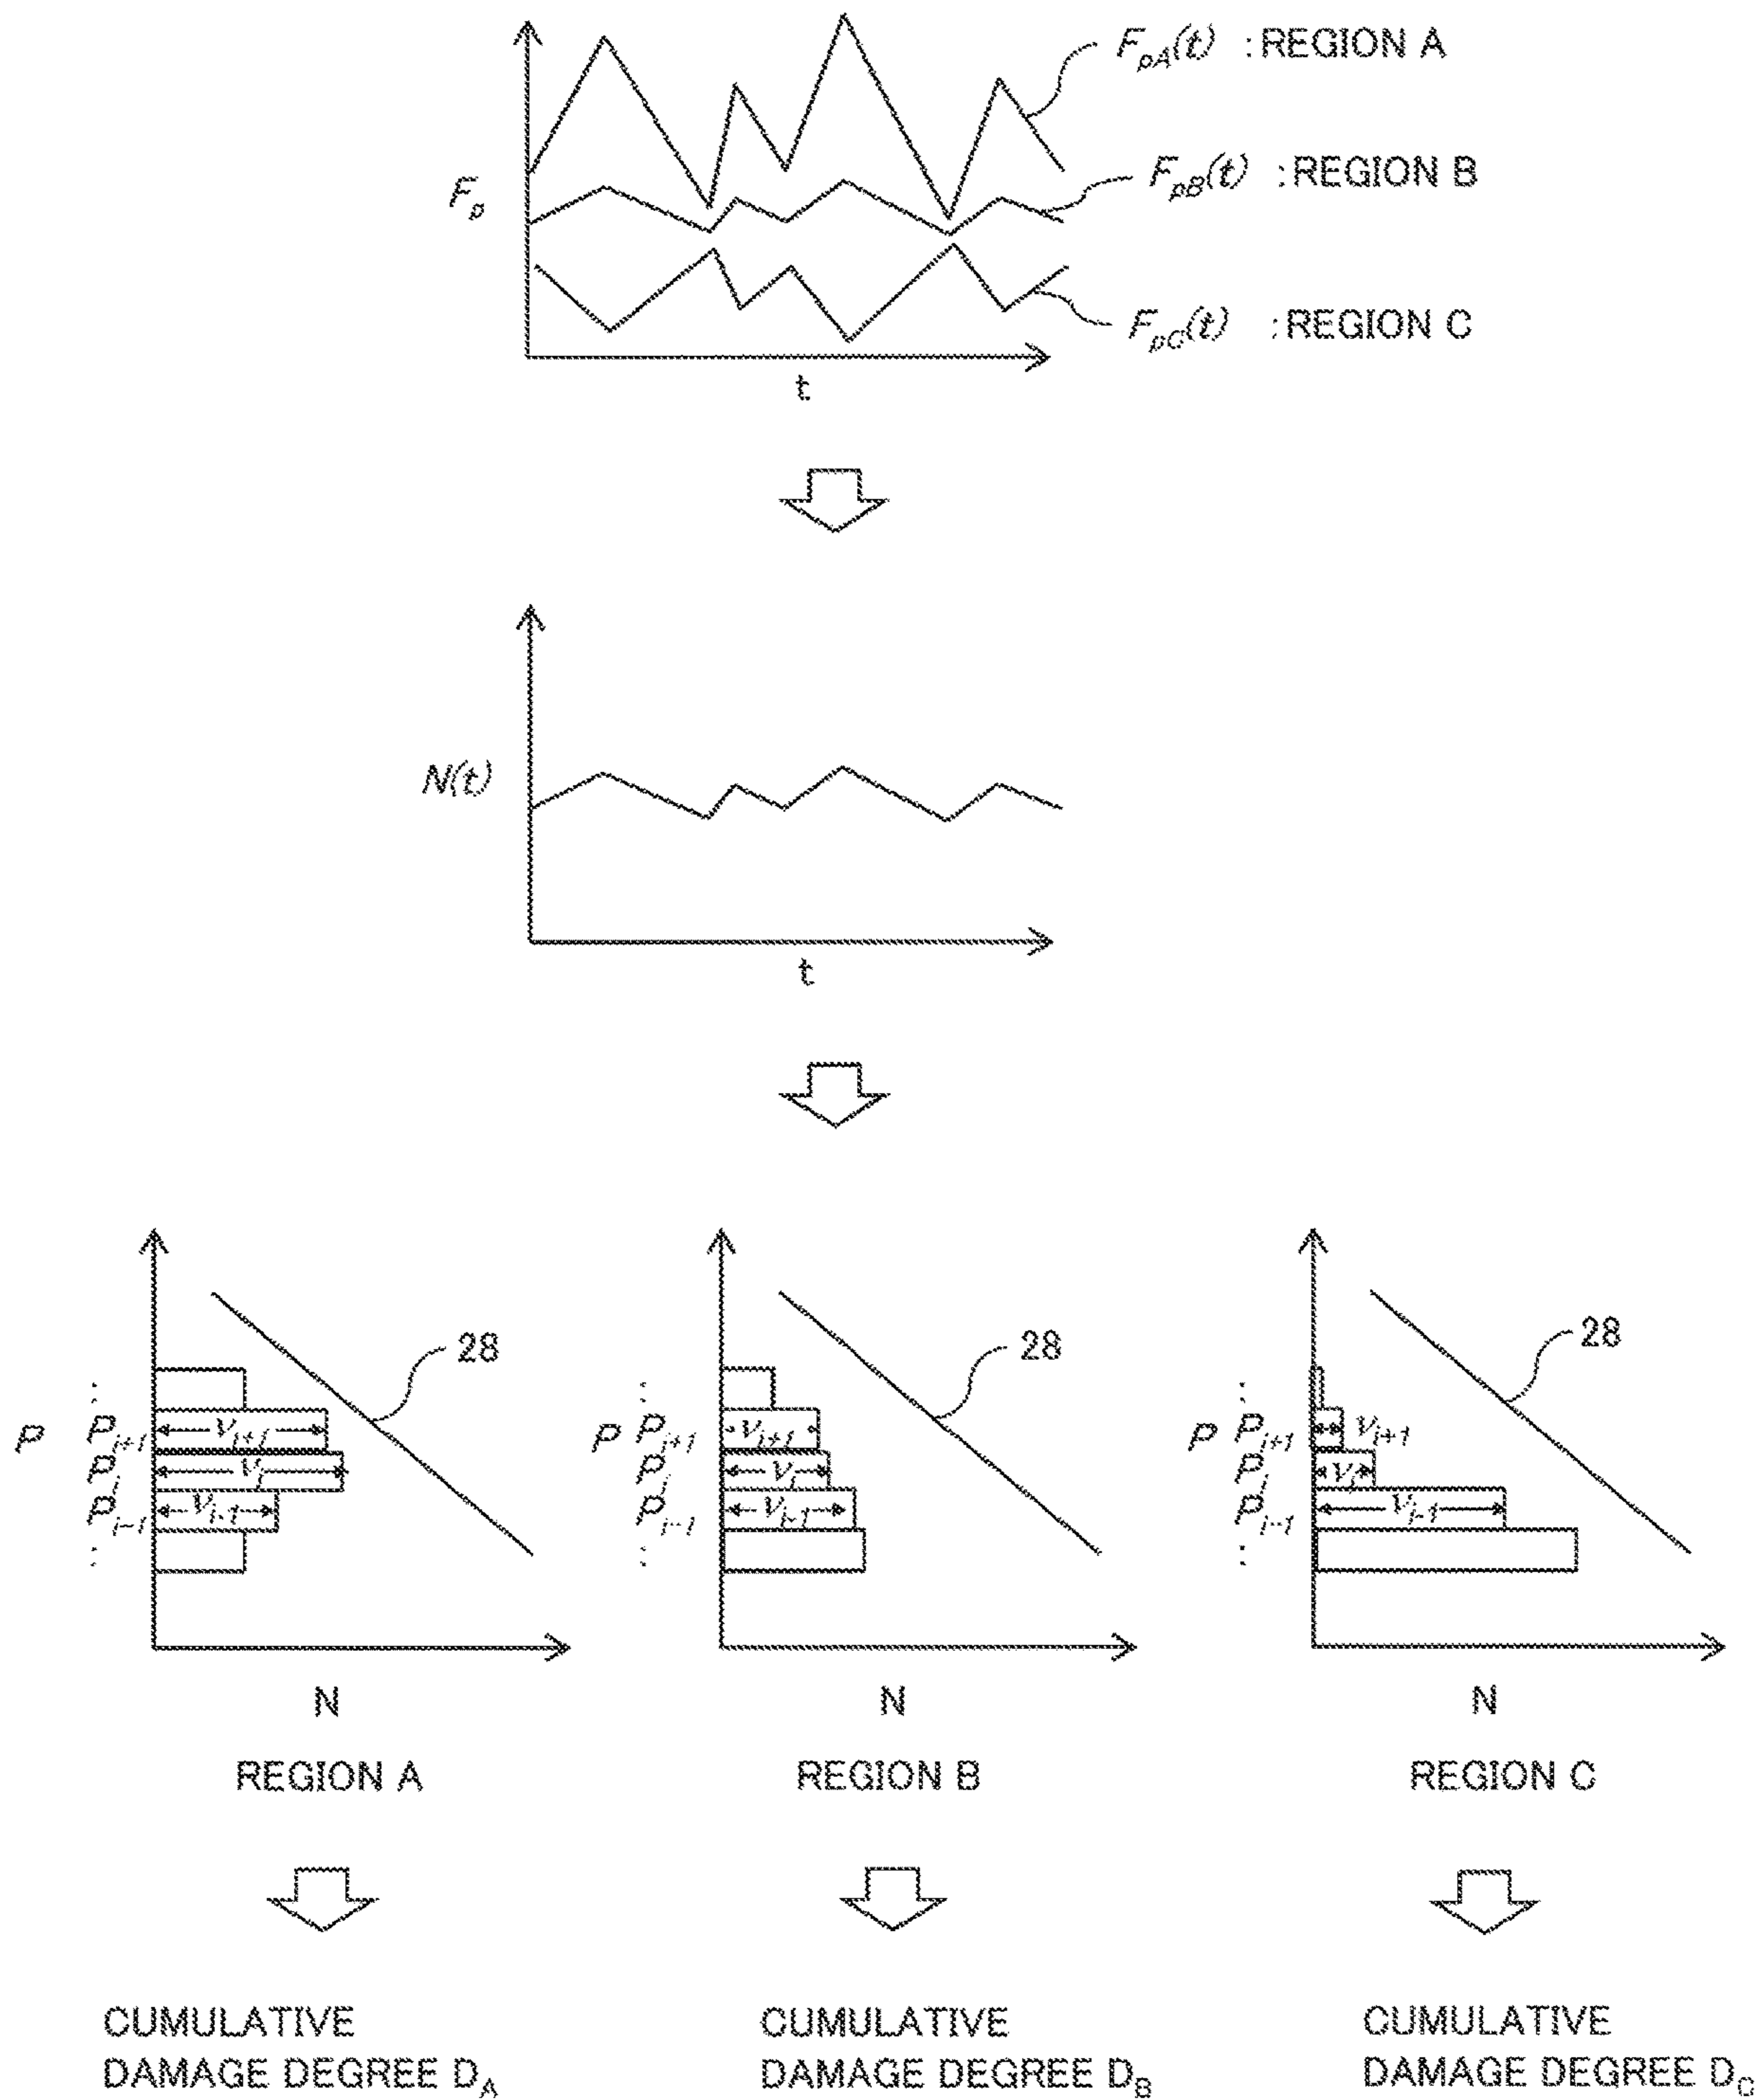 F_pA(t) : REGION A
F_p
F_pB(t) : REGION B
F_pC(t) : REGION C
t
N(t)
t
28
28
28
P
:
P_i+1
P_i
P_i-1
:
ν_i+1
ν_i
ν_i-1
P
:
P_i+1
P_i
P_i-1
:
ν_i+1
ν_i
ν_i-1
P
:
P_i+1
P_i
P_i-1
:
ν_i+1
ν_i
ν_i-1
N
N
N
REGION A
REGION B
REGION C
CUMULATIVE
DAMAGE DEGREE D_A
CUMULATIVE
DAMAGE DEGREE D_B
CUMULATIVE
DAMAGE DEGREE D_C